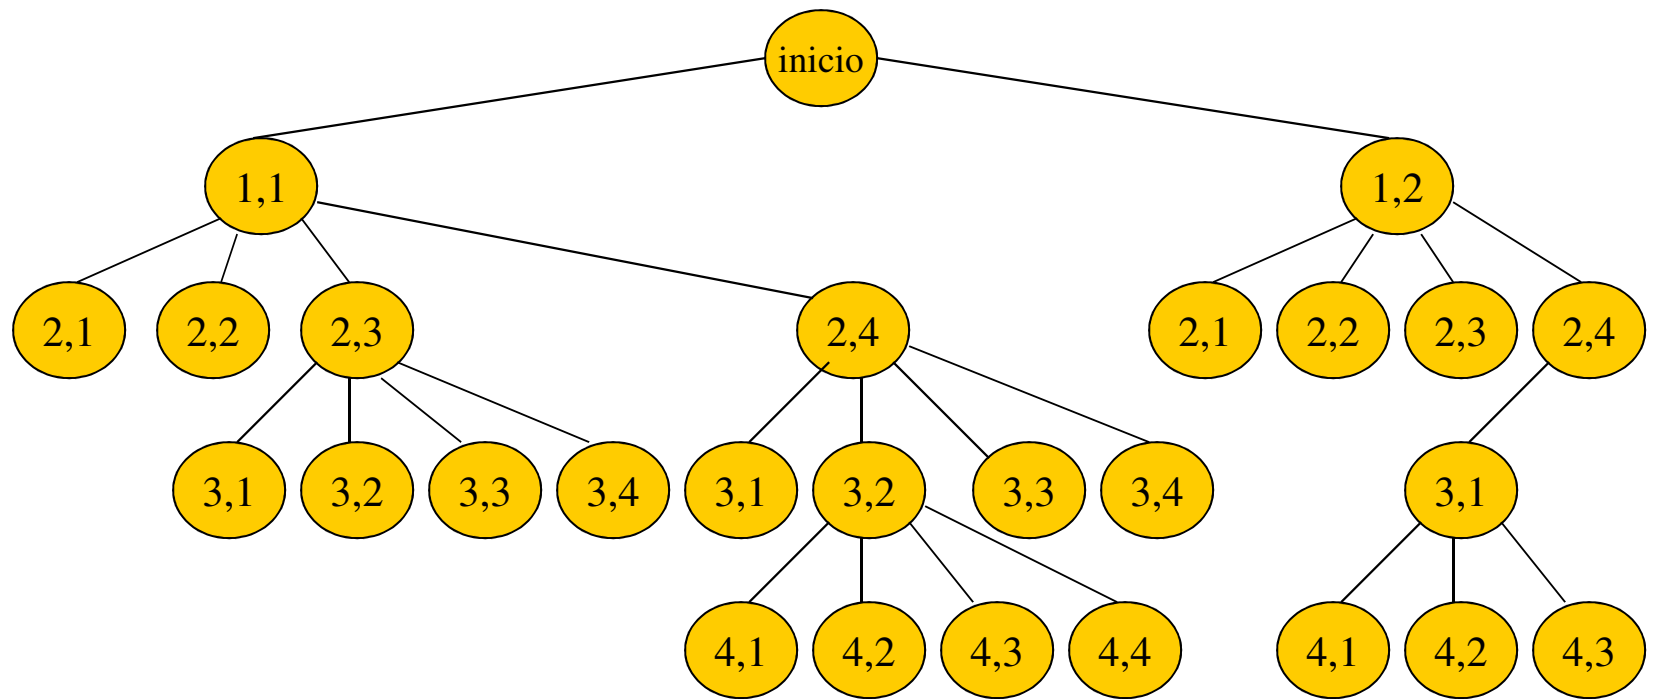 inicio
1,1 1,2
2,1 2,2 2,3 2,4 2,1 2,2 2,3 2,4
3,1 3,2 3,3 3,4 3,1 3,2 3,3 3,4 3,1
4,1 4,2 4,3 4,4 4,1 4,2 4,3